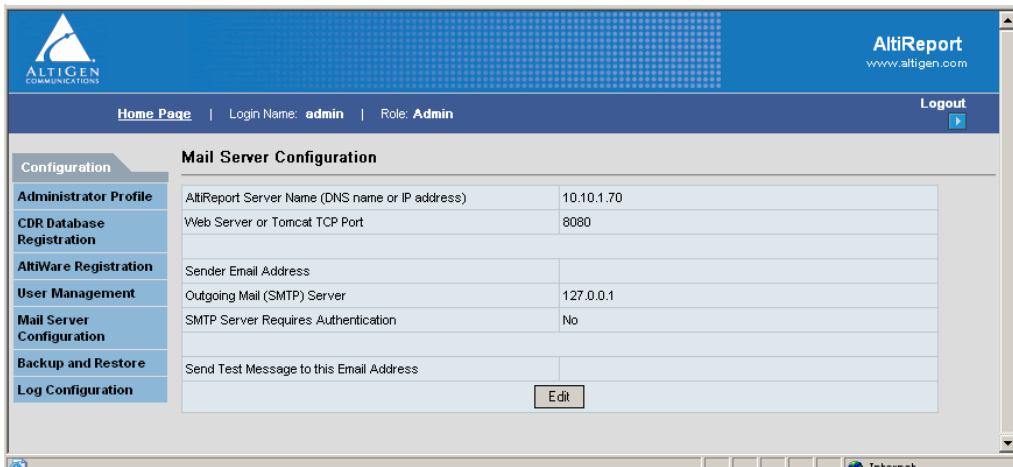 ALTIGEN
COMMUNICATIONS
AltiReport
www.altigen.com
Home Page | Login Name: admin | Role: Admin
Logout
Configuration
Administrator Profile
CDR Database
Registration
AltiWare Registration
User Management
Mail Server
Configuration
Backup and Restore
Log Configuration
Mail Server Configuration
AltiReport Server Name (DNS name or IP address) 10.10.1.70
Web Server or Tomcat TCP Port 8080
Sender Email Address
Outgoing Mail (SMTP) Server 127.0.0.1
SMTP Server Requires Authentication No
Send Test Message to this Email Address
Edit
Internet